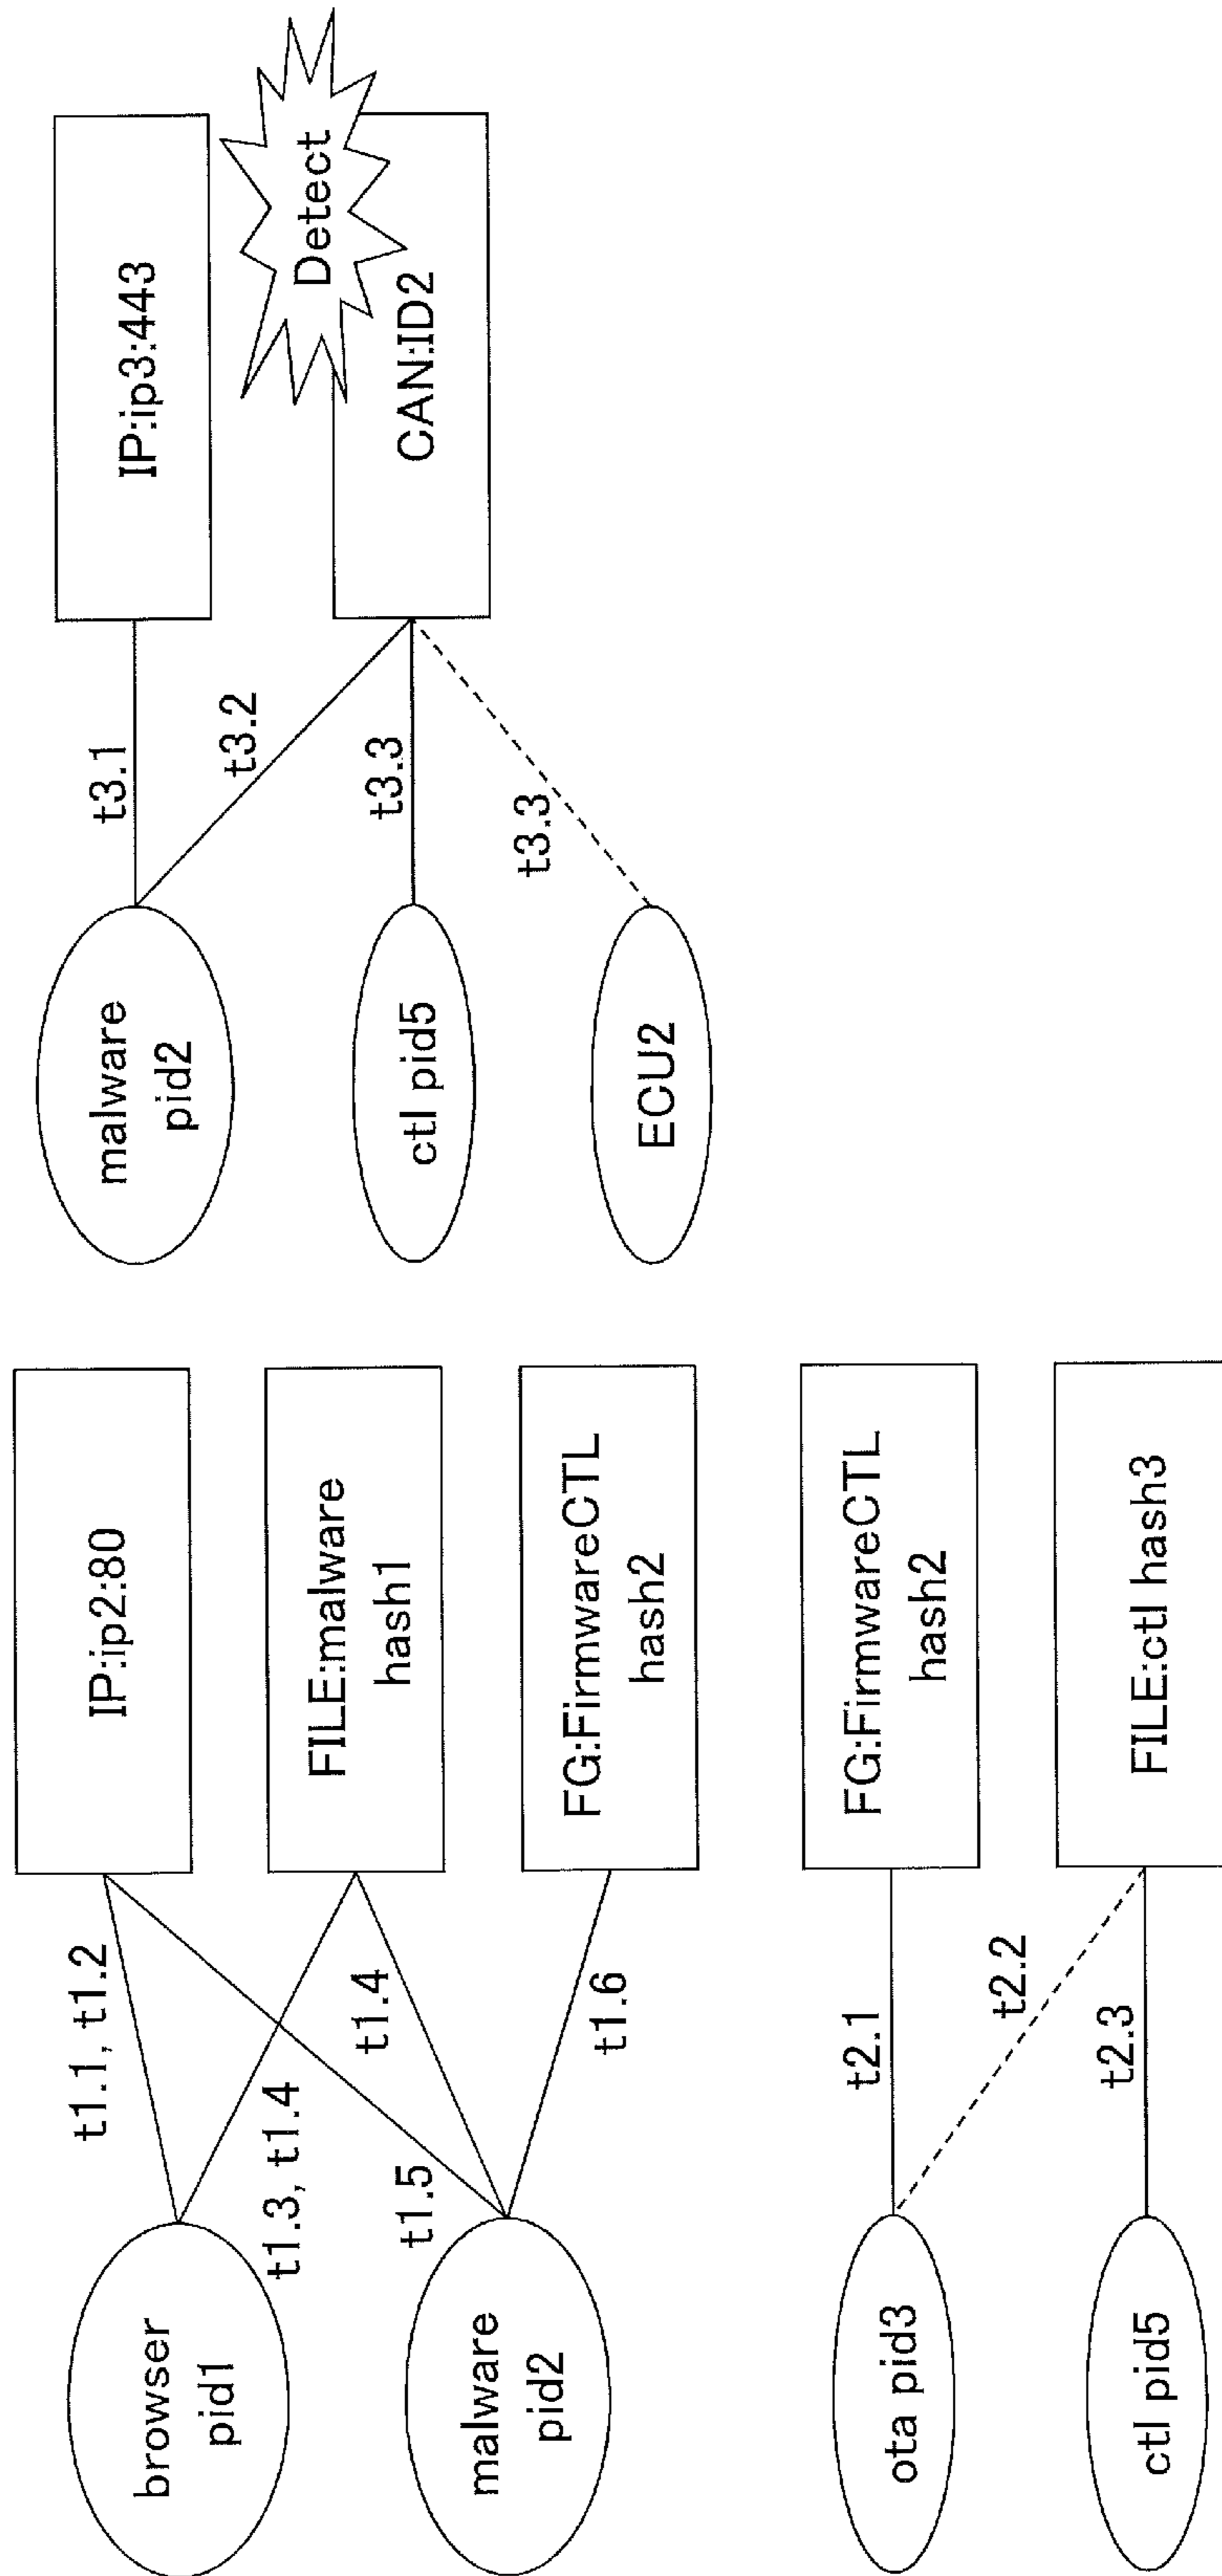 browser
pid1
malware
pid2
t1.1, t1.2
t1.3, t1.4
t1.4
t1.5
t1.6
IP:ip2:80
FILE:malware
hash1
FG:FirmwareCTL
hash2
ota pid3
ctl pid5
t2.1
t2.2
t2.3
FG:FirmwareCTL
hash2
FILE:ctl hash3
malware
pid2
ctl pid5
ECU2
t3.1
t3.2
t3.3
t3.3
IP:ip3:443
CAN:ID2
Detect